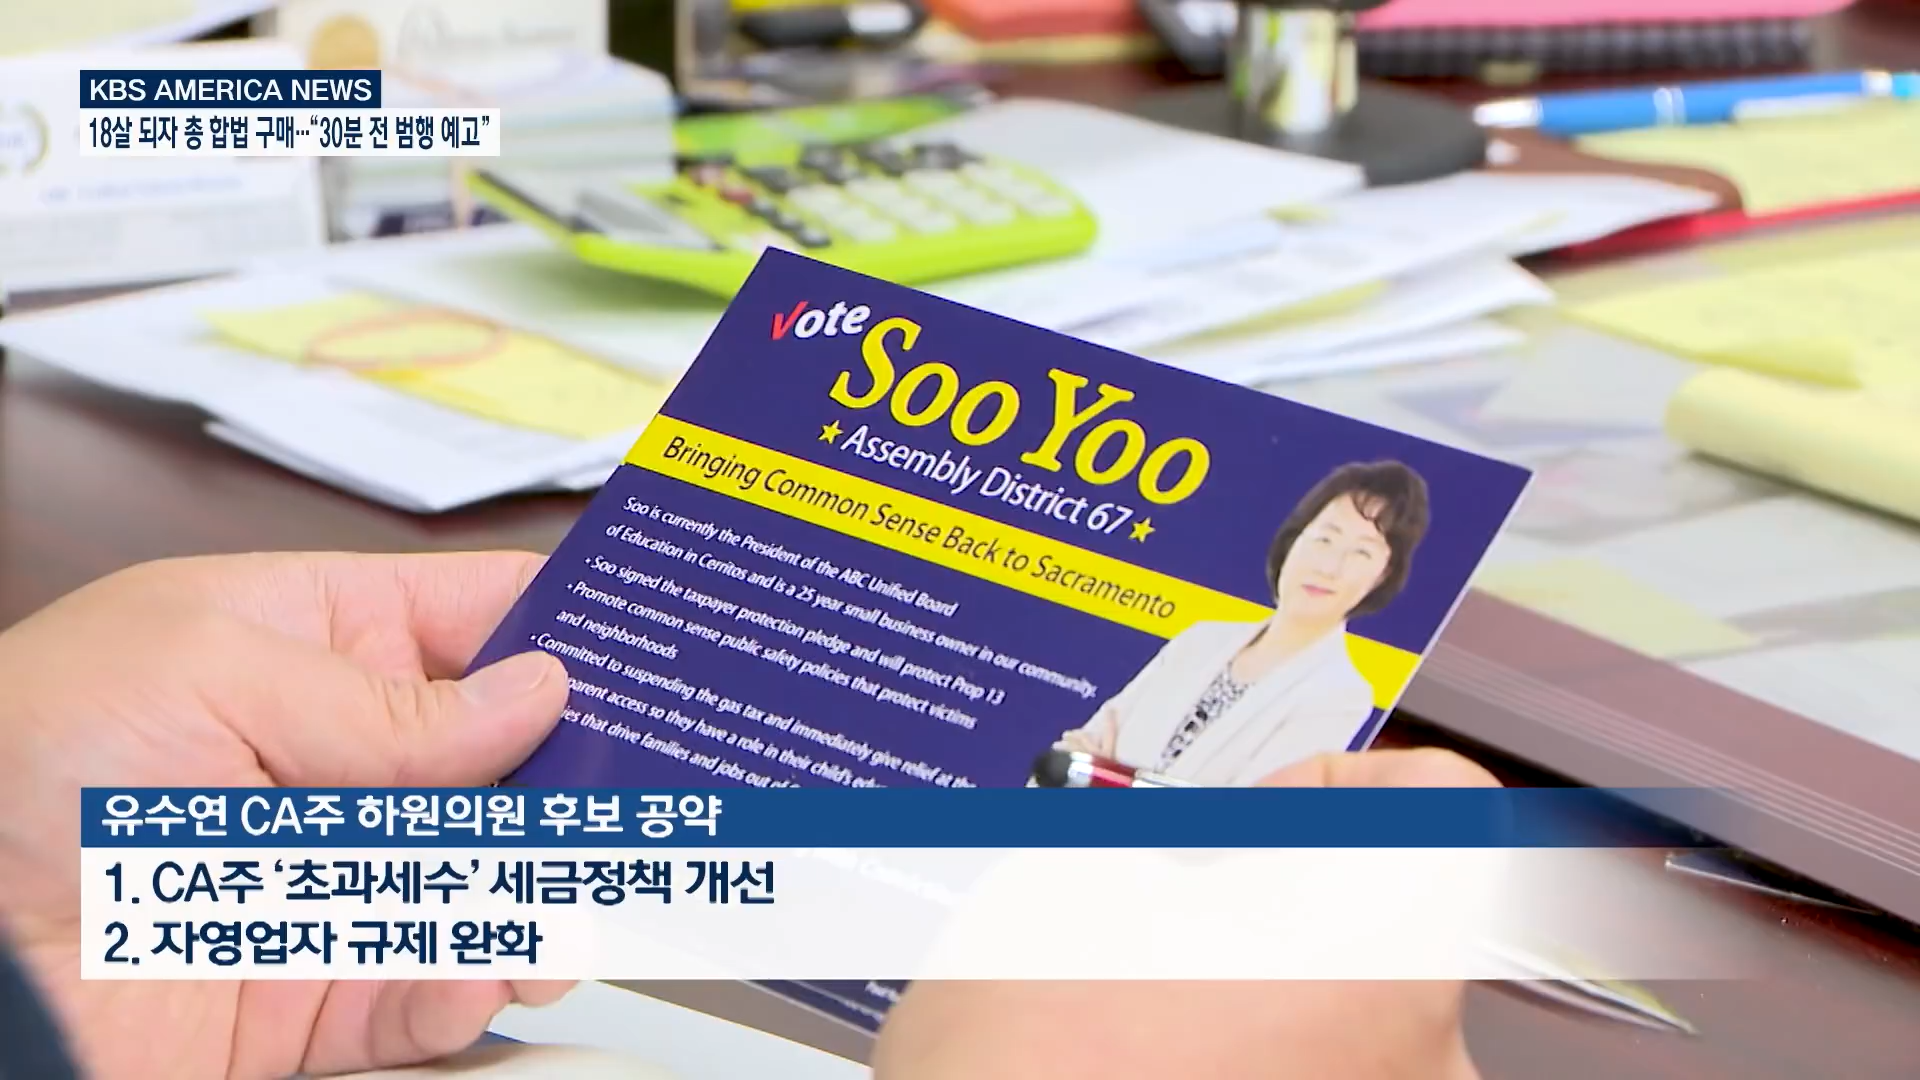 KBS AMERICA NEWS
18살 되자 총 합법 구매…“30분 전 범행 예고”
Vote
Soo Yoo
Assembly District 67
Bringing Common Sense Back to Sacramento
Soo is currently the President of the ABC Unified Board
of Education in Cerritos and is a 25 year small business owner in our community.
• Soo signed the taxpayer protection pledge and will protect Prop 13
• Promote common sense public safety policies that protect victims
and neighborhoods
• Committed to suspending the gas tax and immediately give relief at the
parent access so they have a role in their child's
that drive families and jobs out of
유수연 CA주 하원의원 후보 공약
1. CA주 ‘초과세수’ 세금정책 개선
2. 자영업자 규제 완화